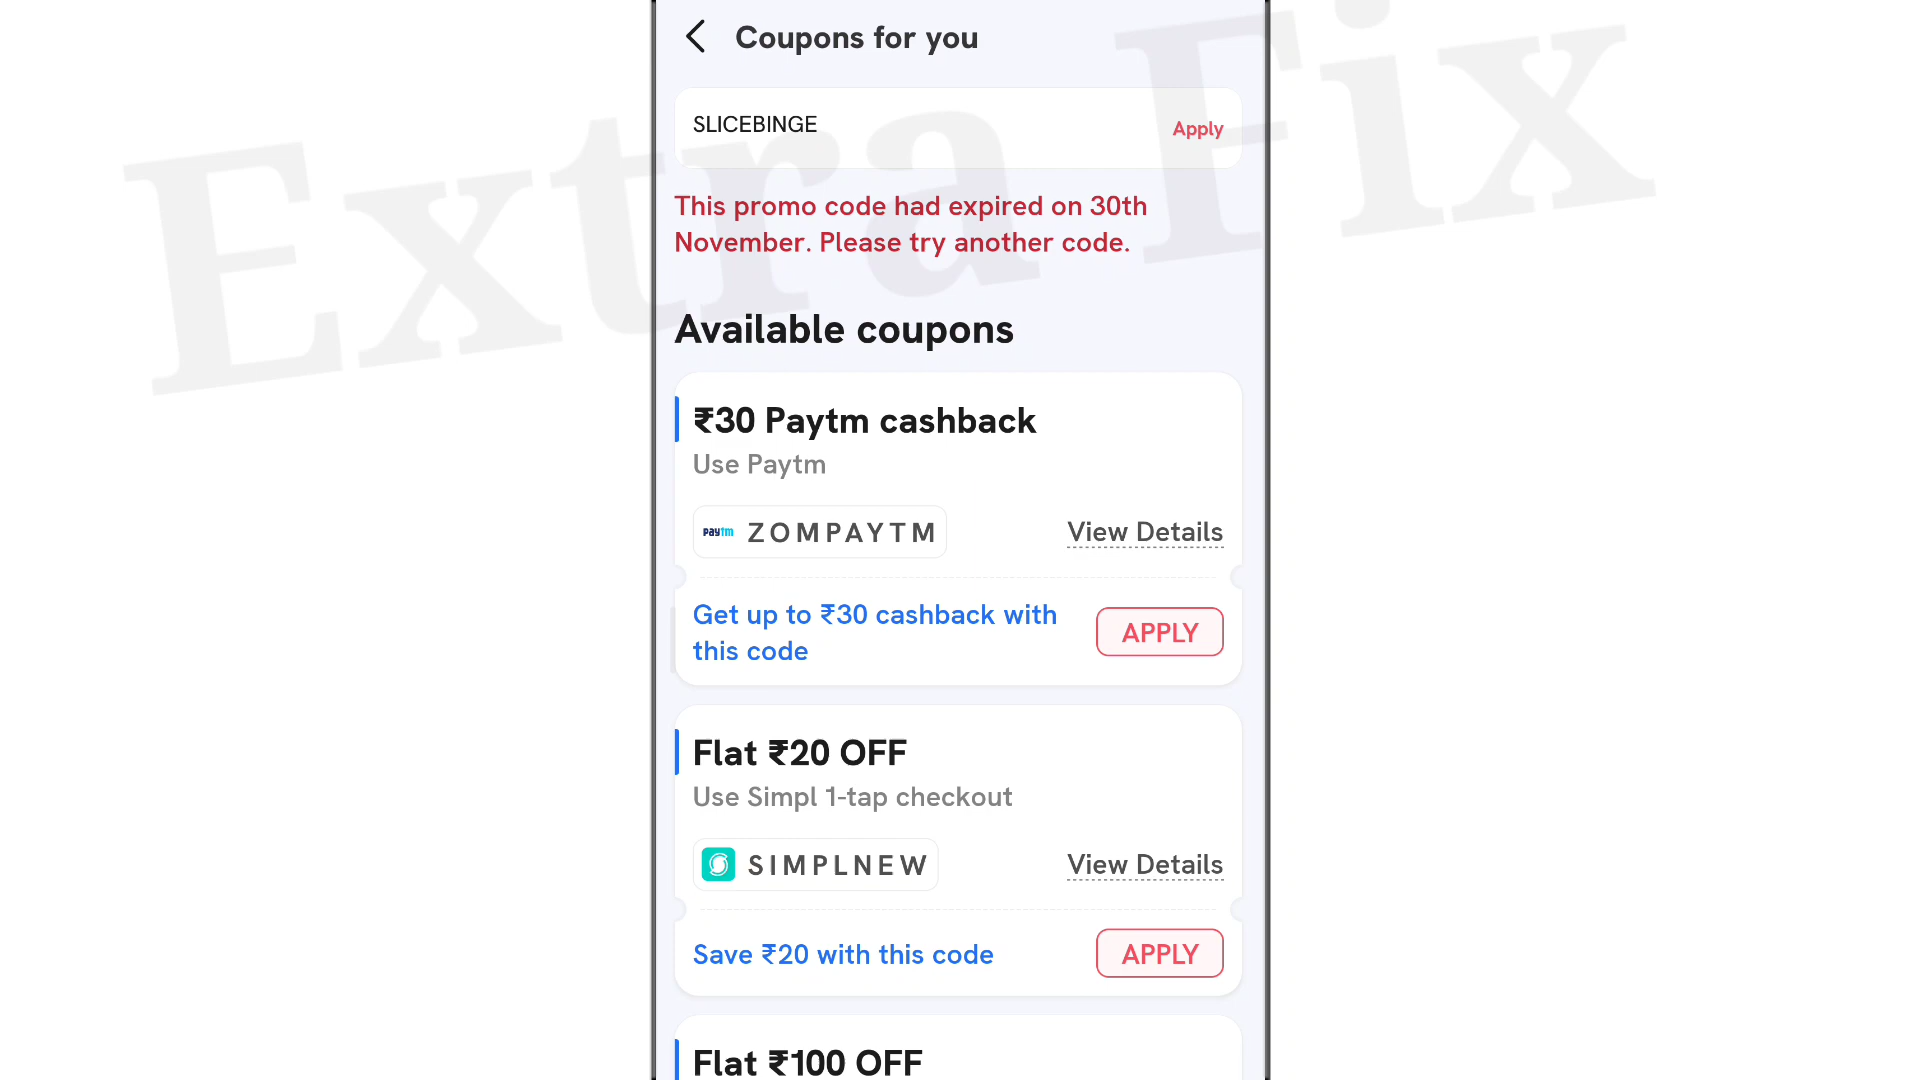 Extra Fix
Coupons for you
SLICEBINGE
Apply
This promo code had expired on 30th
November. Please try another code.
Available coupons
₹30 Paytm cashback
Use Paytm
paytm ZOMPAYTM
View Details
Get up to ₹30 cashback with
this code
APPLY
Flat ₹20 OFF
Use Simpl 1-tap checkout
SIMPLNEW
View Details
Save ₹20 with this code
APPLY
Flat ₹100 OFF